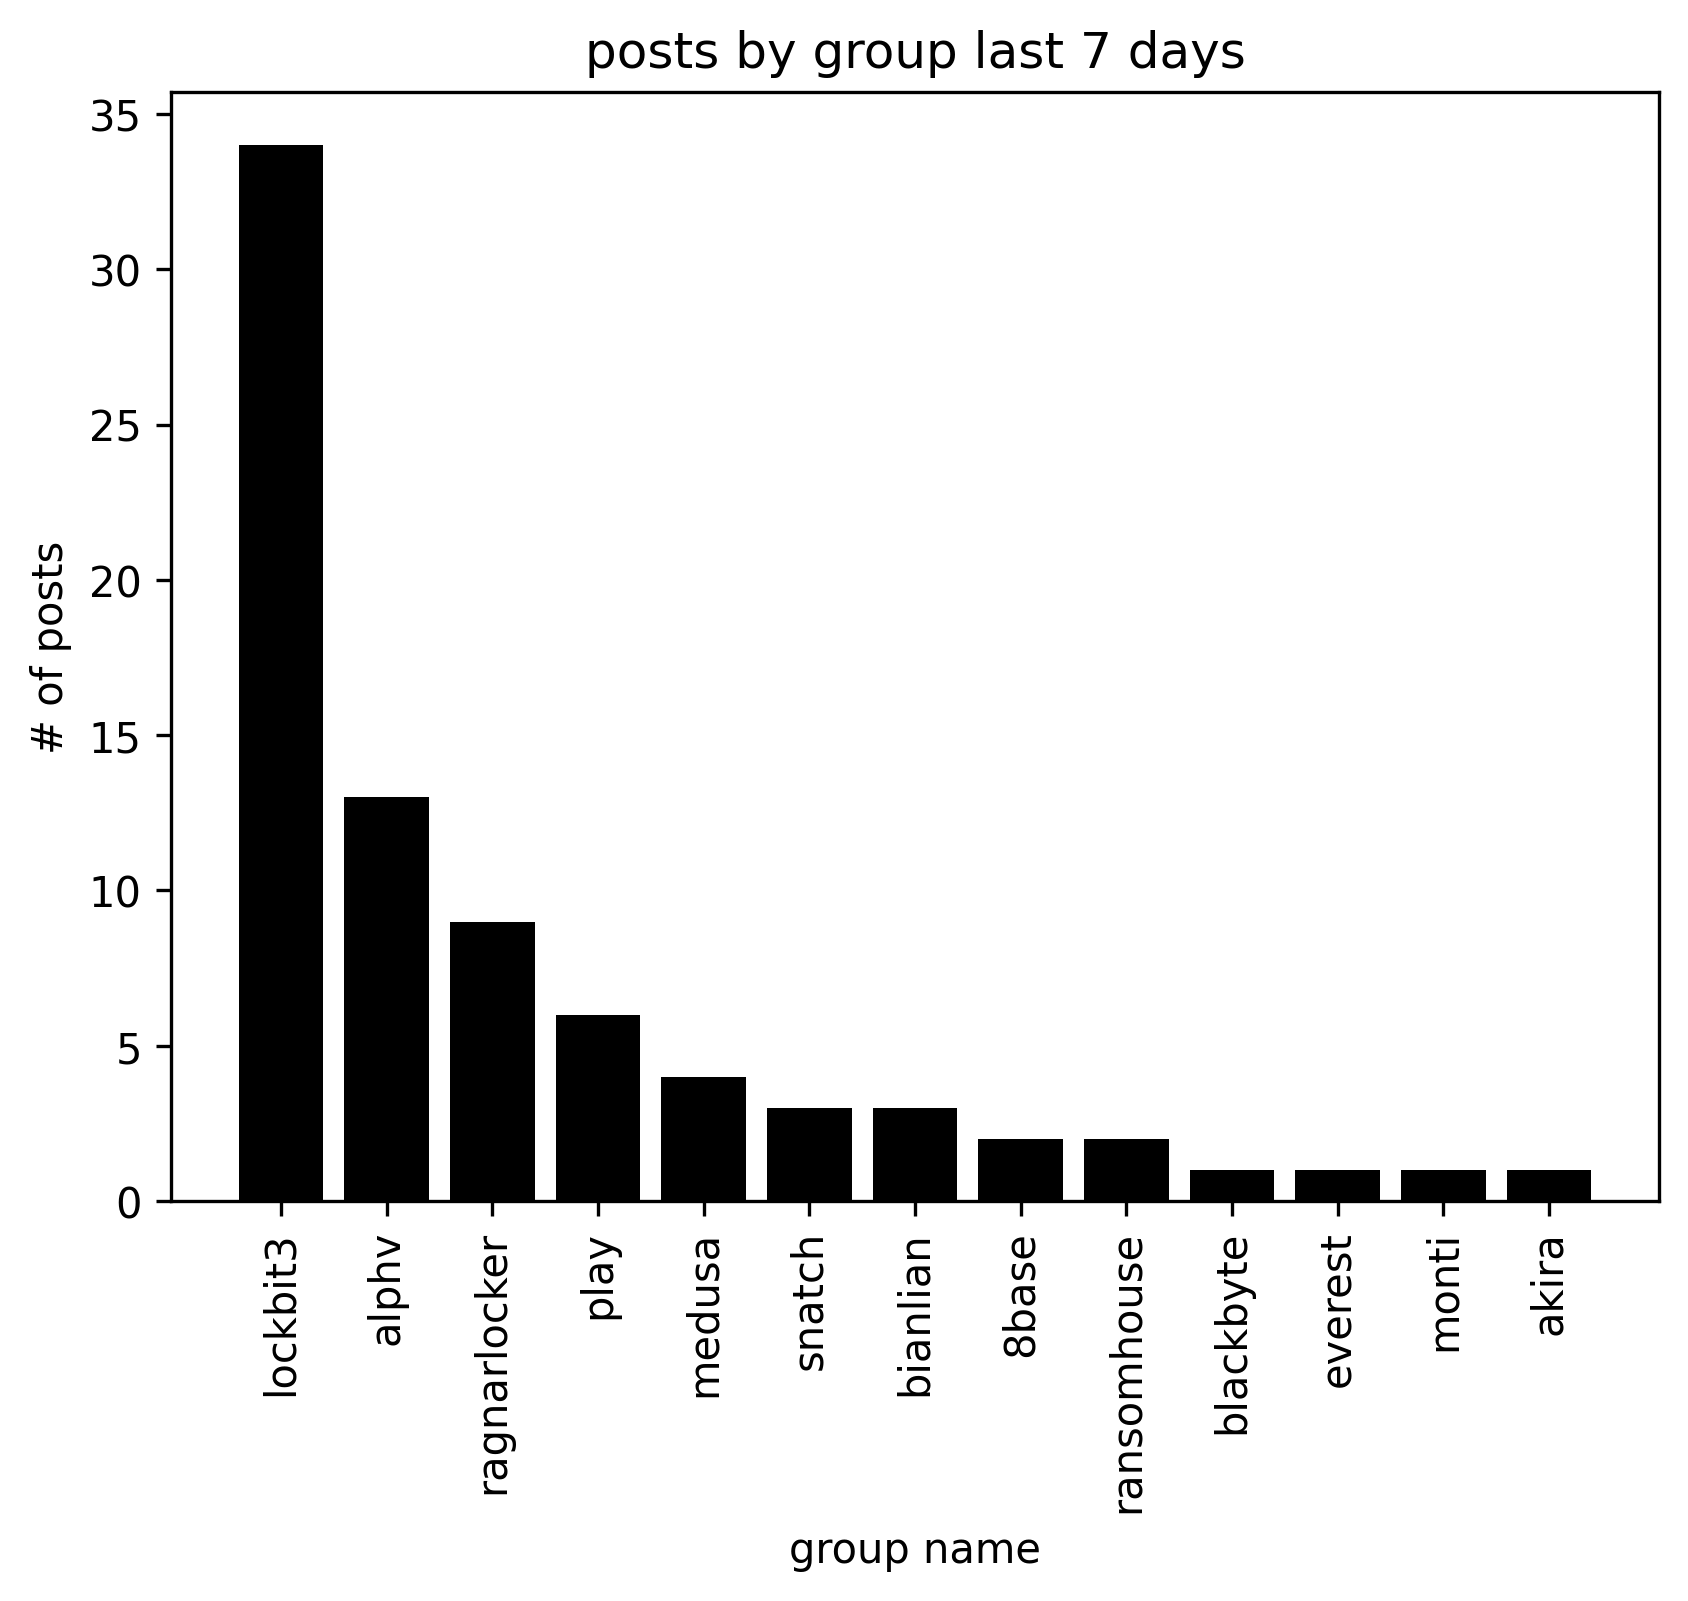 posts by group last 7 days
# of posts
35
30
25
20
15
10
5
0
lockbit3
alphv
ragnarlocker
play
medusa
snatch
bianlian
8base
ransomhouse
blackbyte
everest
monti
akira
group name